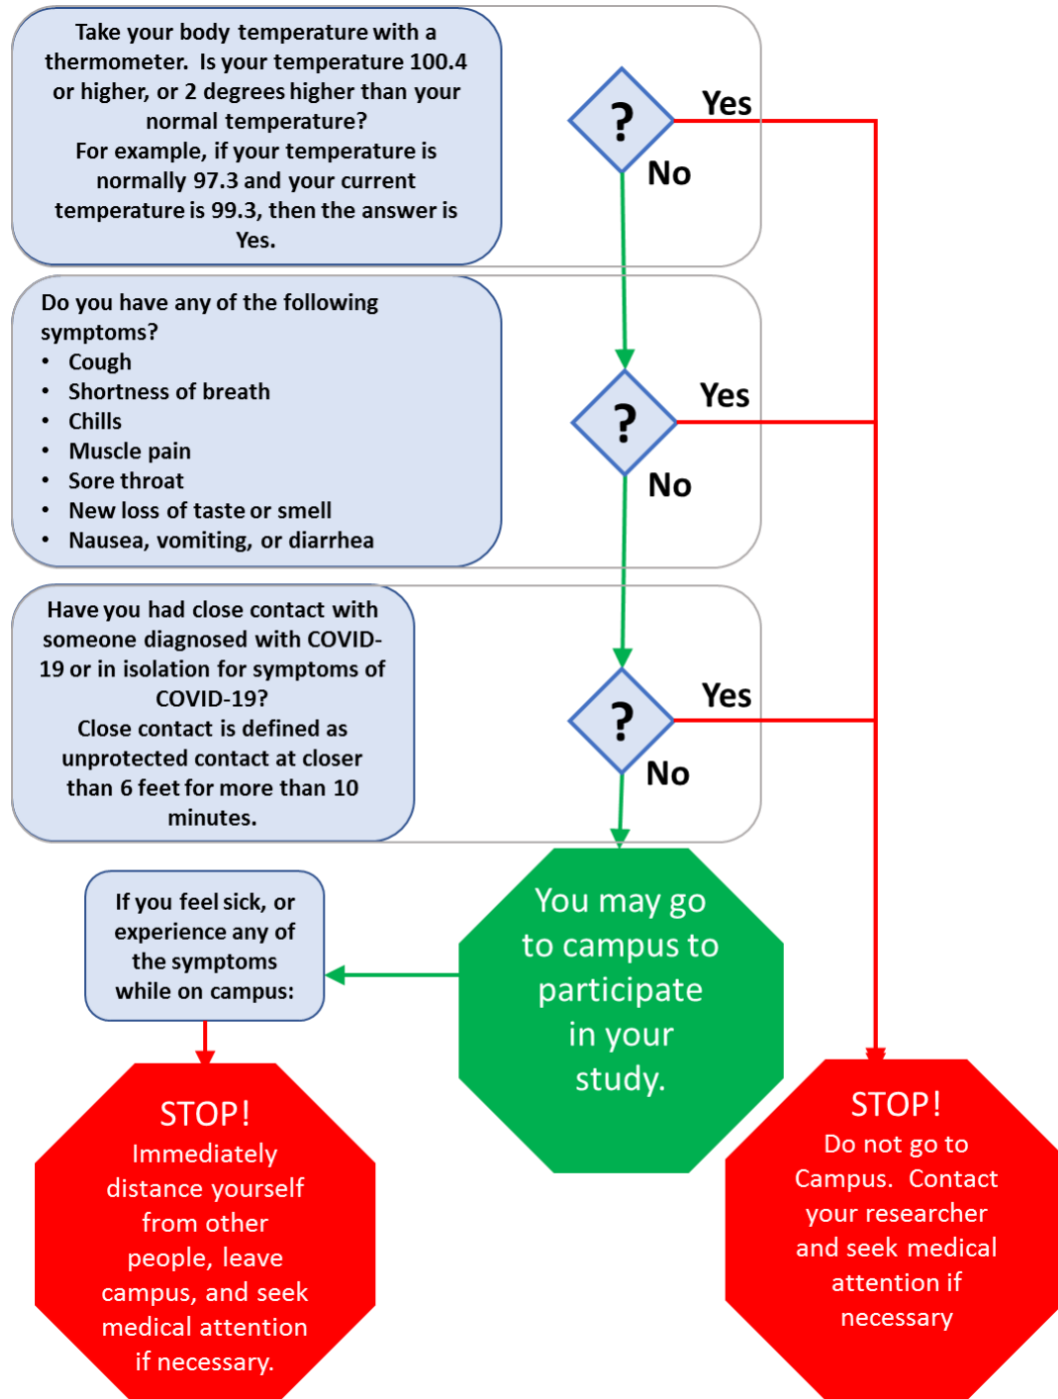 Take your body temperature with a
thermometer.  Is your temperature 100.4
or higher, or 2 degrees higher than your
normal temperature?
For example, if your temperature is
normally 97.3 and your current
temperature is 99.3, then the answer is
Yes.
?
Yes
No
Do you have any of the following
symptoms?
• Cough
• Shortness of breath
• Chills
• Muscle pain
• Sore throat
• New loss of taste or smell
• Nausea, vomiting, or diarrhea
?
Yes
No
Have you had close contact with
someone diagnosed with COVID-
19 or in isolation for symptoms of
COVID-19?
Close contact is defined as
unprotected contact at closer
than 6 feet for more than 10
minutes.
?
Yes
No
You may go
to campus to
participate
in your
study.
If you feel sick, or
experience any of
the symptoms
while on campus:
STOP!
Immediately
distance yourself
from other
people, leave
campus, and seek
medical attention
if necessary.
STOP!
Do not go to
Campus.  Contact
your researcher
and seek medical
attention if
necessary